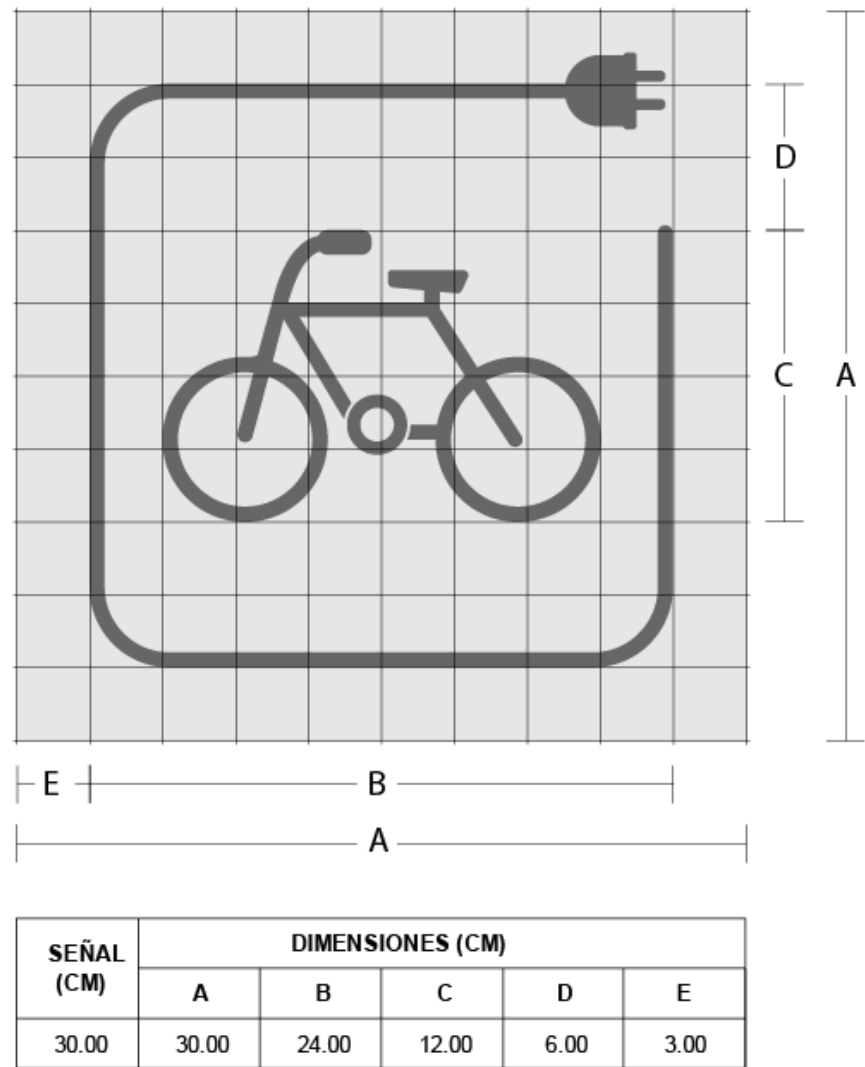 D
C
A
E
B
A
SEÑAL (CM)
DIMENSIONES (CM)
A B C D E
30.00 30.00 24.00 12.00 6.00 3.00